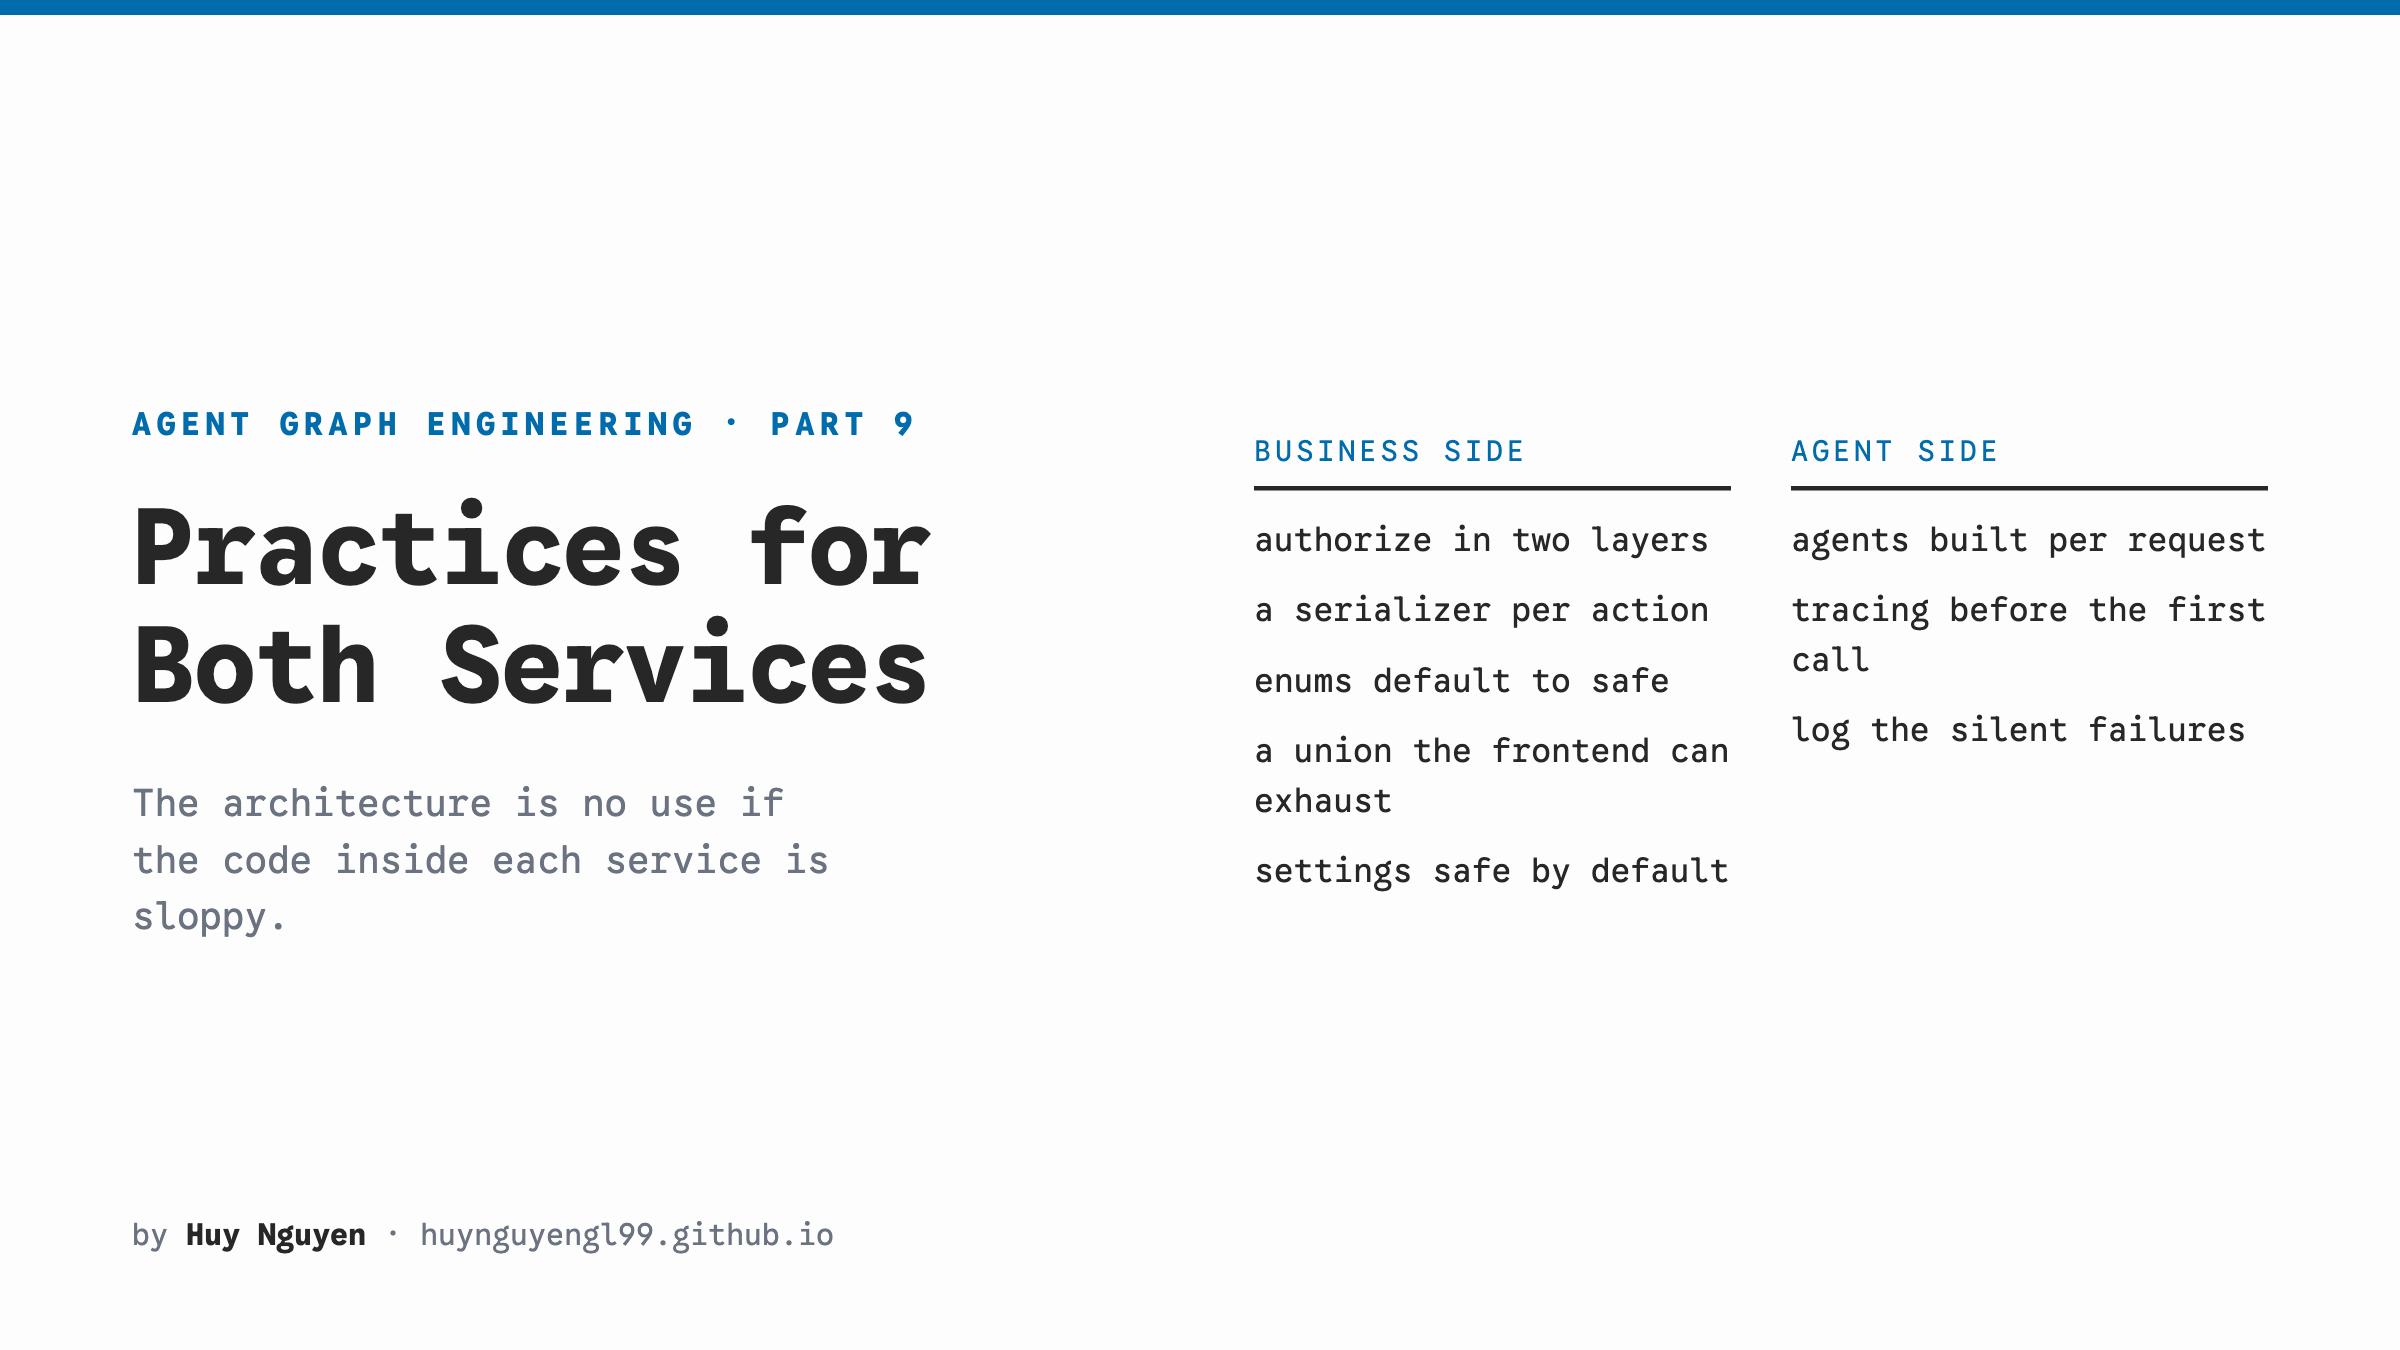 AGENT GRAPH ENGINEERING · PART 9
Practices for
Both Services
The architecture is no use if
the code inside each service is
sloppy.
BUSINESS SIDE
authorize in two layers
a serializer per action
enums default to safe
a union the frontend can
exhaust
settings safe by default
AGENT SIDE
agents built per request
tracing before the first
call
log the silent failures
by Huy Nguyen · huynguyengl99.github.io